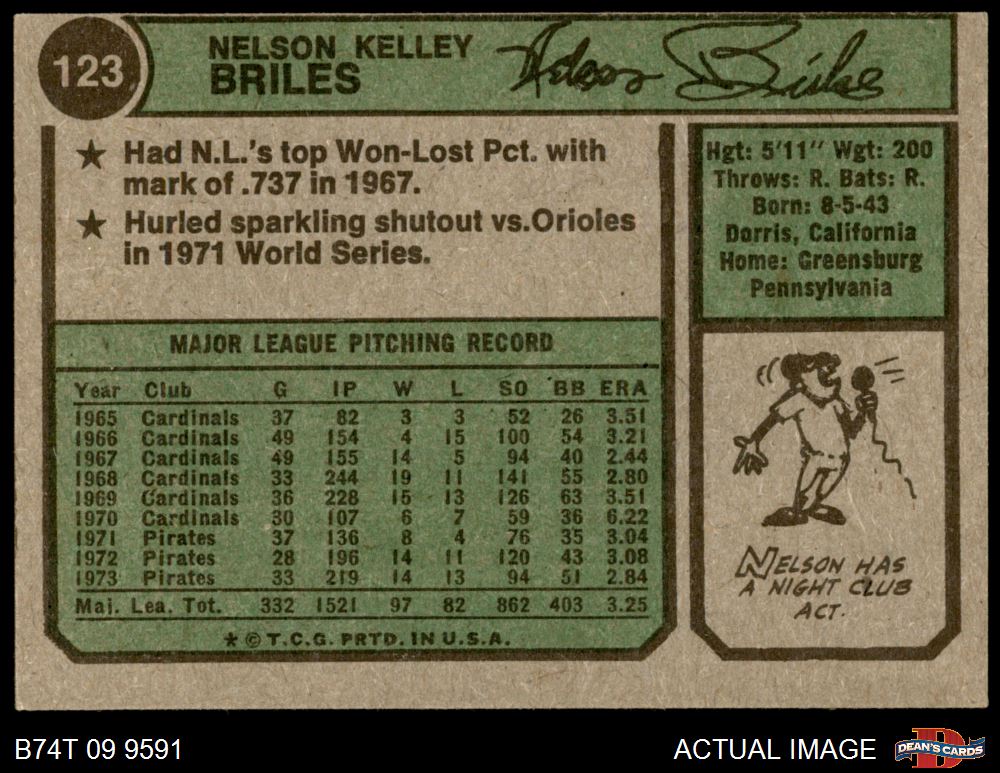 123
NELSON KELLEY
BRILES
Nelson Briles
★ Had N.L.'s top Won-Lost Pct. with
mark of .737 in 1967.
★ Hurled sparkling shutout vs.Orioles
in 1971 World Series.
Hgt: 5'11" Wgt: 200
Throws: R. Bats: R.
Born: 8-5-43
Dorris, California
Home: Greensburg
Pennsylvania
MAJOR LEAGUE PITCHING RECORD
Year Club G IP W L SO BB ERA
1965 Cardinals 37 82 3 3 52 26 3.51
1966 Cardinals 49 154 4 15 100 54 3.21
1967 Cardinals 49 155 14 5 94 40 2.44
1968 Cardinals 33 244 19 11 141 55 2.80
1969 Cardinals 36 228 15 13 126 63 3.51
1970 Cardinals 30 107 6 7 59 36 6.22
1971 Pirates 37 136 8 4 76 35 3.04
1972 Pirates 28 196 14 11 120 43 3.08
1973 Pirates 33 219 14 13 94 51 2.84
Maj. Lea. Tot. 332 1521 97 82 862 403 3.25
★ © T.C.G. PRTD. IN U.S.A.
NELSON HAS
A NIGHT CLUB
ACT.
B74T 09 9591
ACTUAL IMAGE
D
DEAN'S CARDS